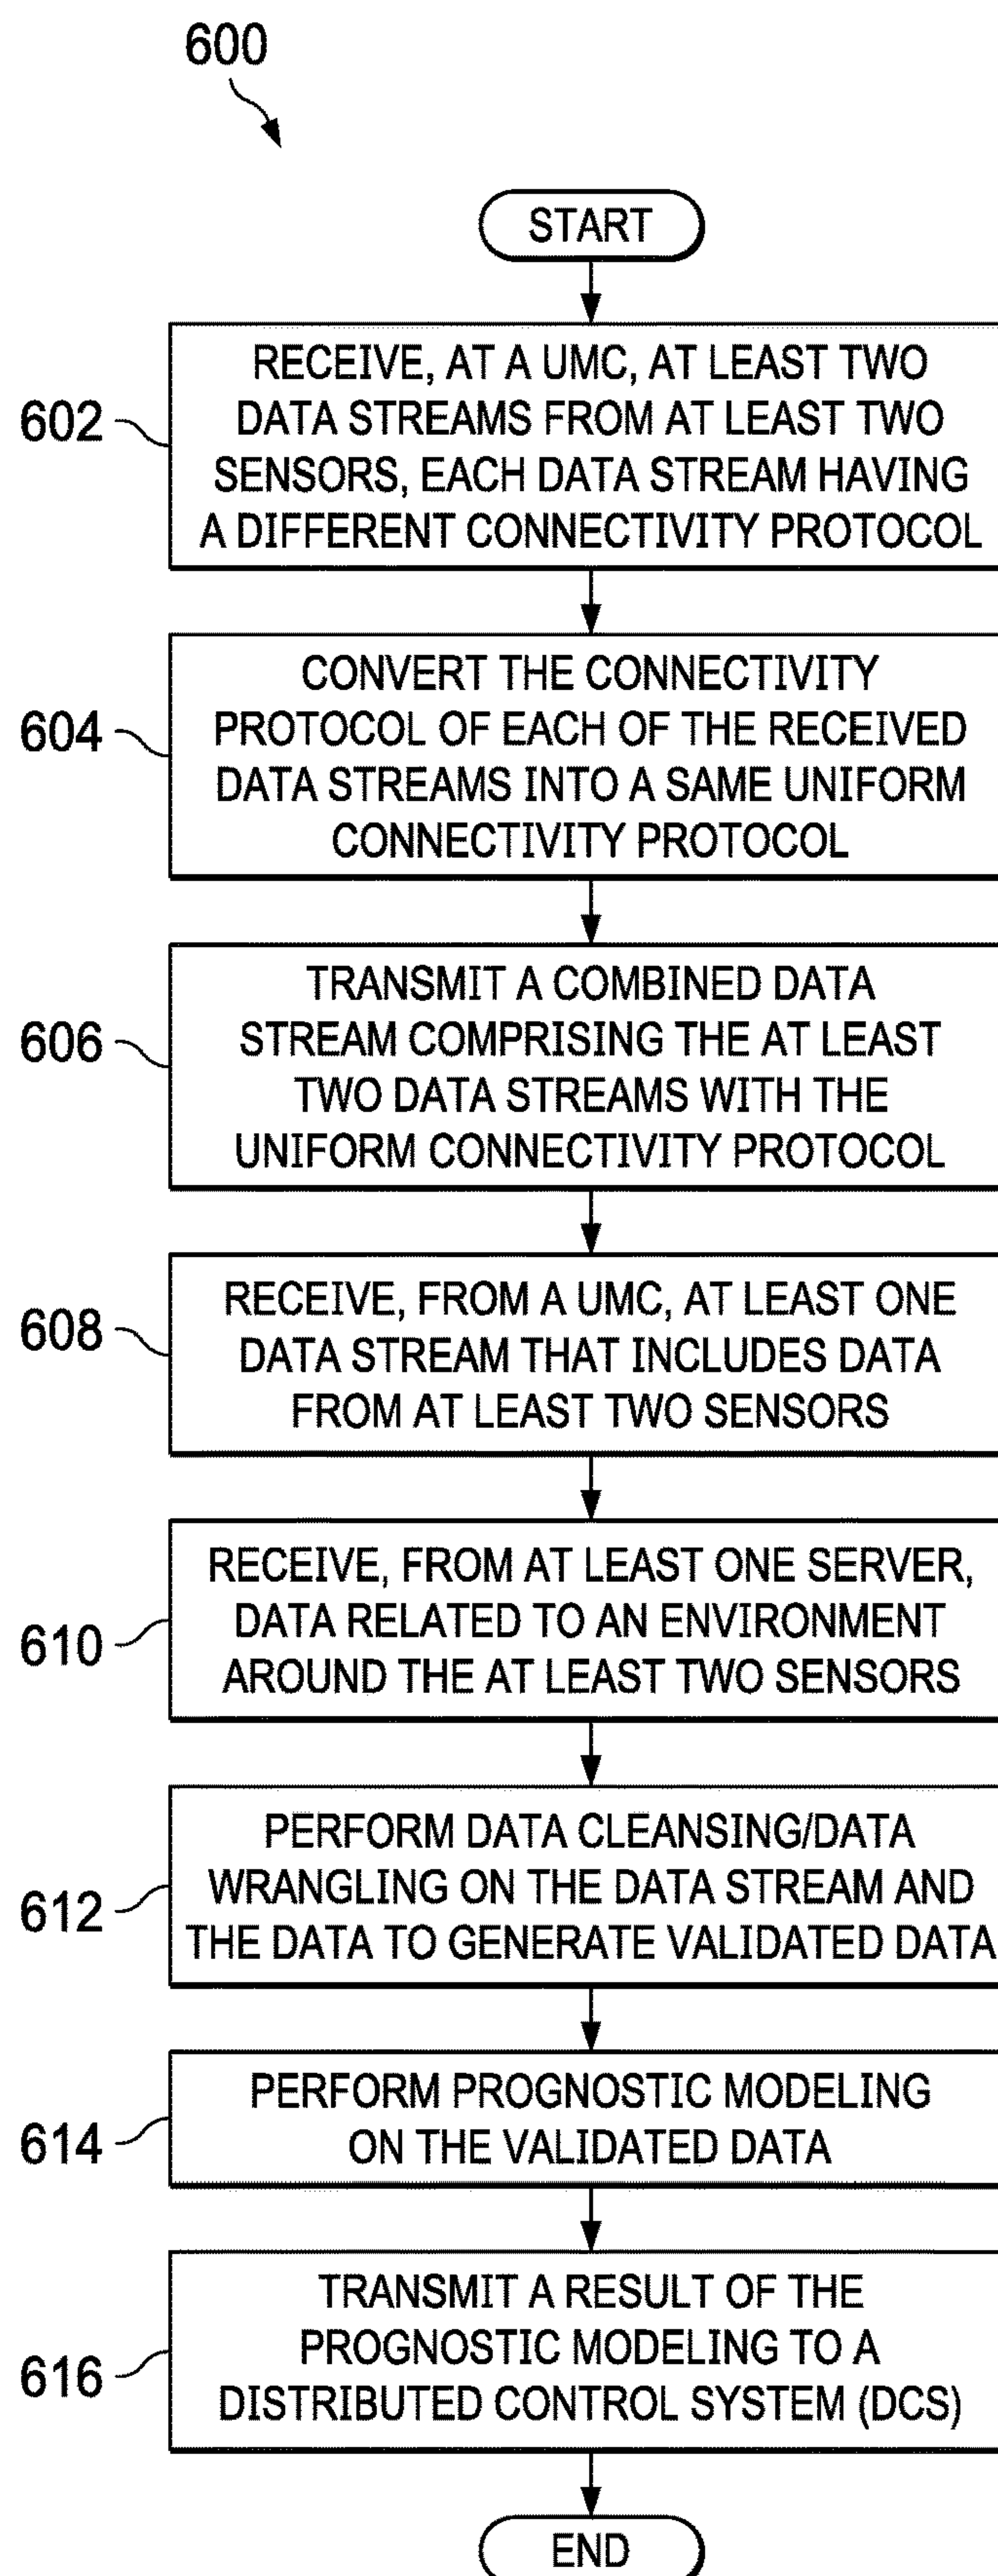 600
START
602
RECEIVE, AT A UMC, AT LEAST TWO
DATA STREAMS FROM AT LEAST TWO
SENSORS, EACH DATA STREAM HAVING
A DIFFERENT CONNECTIVITY PROTOCOL
604
CONVERT THE CONNECTIVITY
PROTOCOL OF EACH OF THE RECEIVED
DATA STREAMS INTO A SAME UNIFORM
CONNECTIVITY PROTOCOL
606
TRANSMIT A COMBINED DATA
STREAM COMPRISING THE AT LEAST
TWO DATA STREAMS WITH THE
UNIFORM CONNECTIVITY PROTOCOL
608
RECEIVE, FROM A UMC, AT LEAST ONE
DATA STREAM THAT INCLUDES DATA
FROM AT LEAST TWO SENSORS
610
RECEIVE, FROM AT LEAST ONE SERVER,
DATA RELATED TO AN ENVIRONMENT
AROUND THE AT LEAST TWO SENSORS
612
PERFORM DATA CLEANSING/DATA
WRANGLING ON THE DATA STREAM AND
THE DATA TO GENERATE VALIDATED DATA
614
PERFORM PROGNOSTIC MODELING
ON THE VALIDATED DATA
616
TRANSMIT A RESULT OF THE
PROGNOSTIC MODELING TO A
DISTRIBUTED CONTROL SYSTEM (DCS)
END